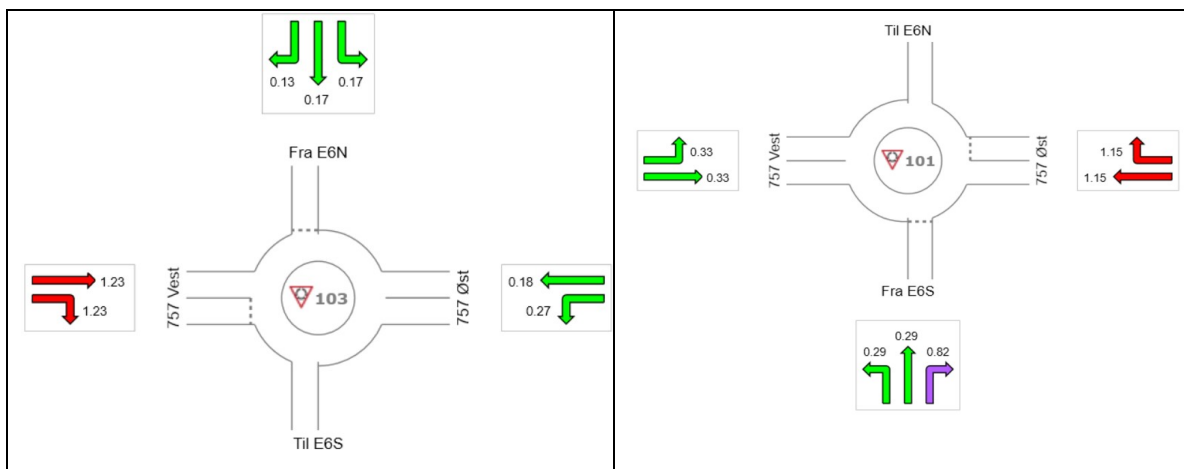 0.13
0.17
0.17
Fra E6N
757 Vest
1.23
1.23
103
757 Øst
0.18
0.27
Til E6S
Til E6N
757 Vest
0.33
0.33
101
757 Øst
1.15
1.15
Fra E6S
0.29
0.29
0.82